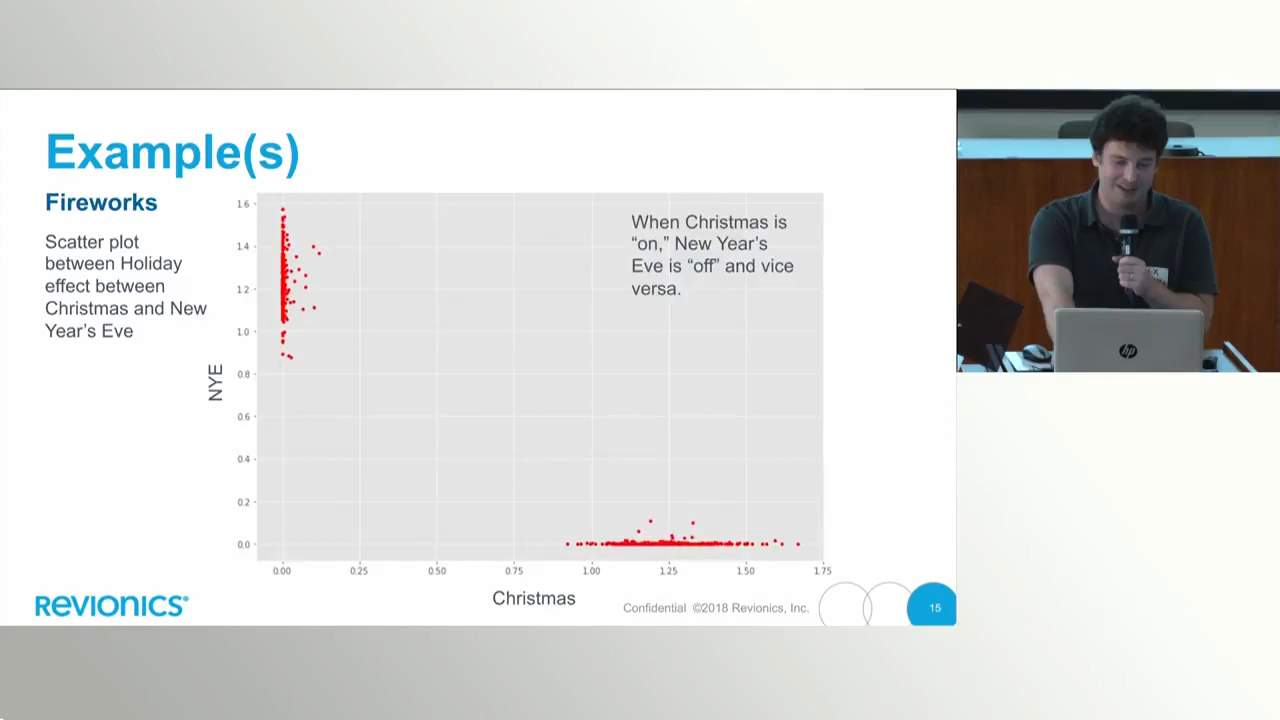 Example(s)
Fireworks
Scatter plot
between Holiday
effect between
Christmas and New
Year's Eve
When Christmas is
“on,” New Year's
Eve is “off” and vice
versa.
NYE
1.6
1.4
1.2
1.0
0.8
0.6
0.4
0.2
0.0
0.00 0.25 0.50 0.75 1.00 1.25 1.50 1.75
Christmas
REVIONICS®
Confidential ©2018 Revionics, Inc.
15
hp